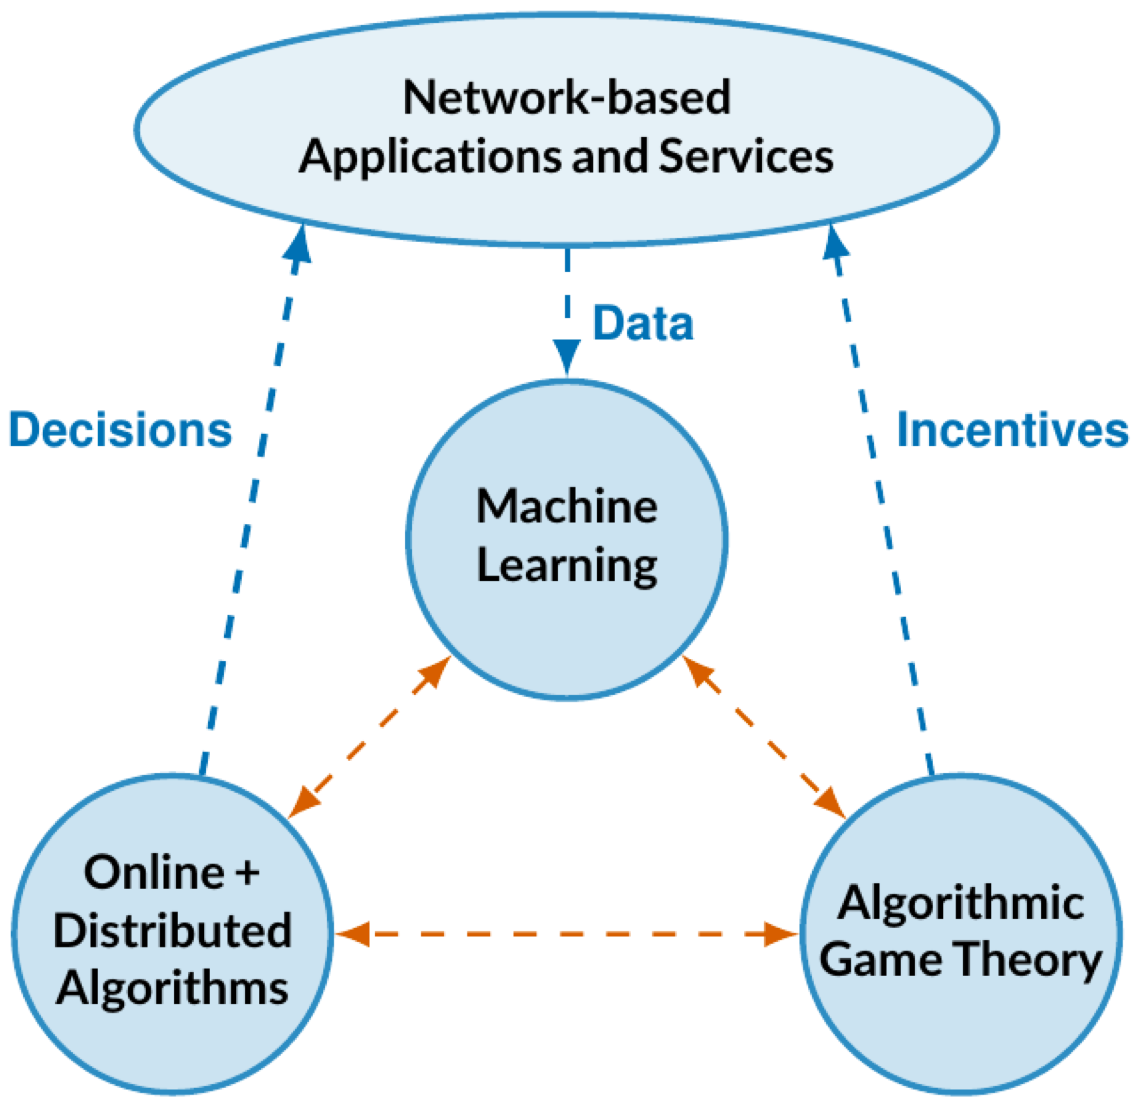 Network-based
Applications and Services
Data
Decisions
Incentives
Machine
Learning
Online +
Distributed
Algorithms
Algorithmic
Game Theory